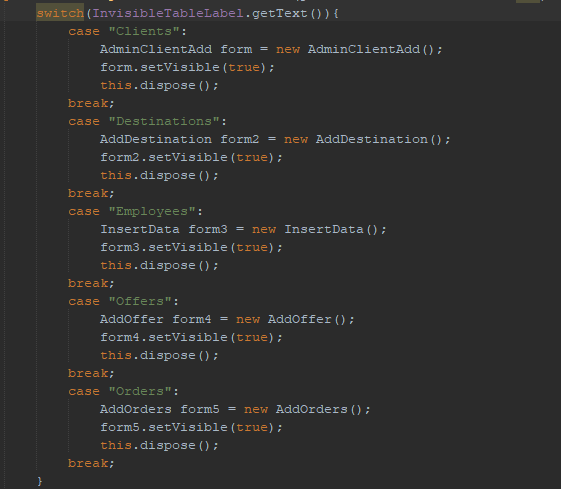 switch(InvisibleTableLabel.getText()){
case "Clients":
AdminClientAdd form = new AdminClientAdd();
form.setVisible(true);
this.dispose();
break;
case "Destinations":
AddDestination form2 = new AddDestination();
form2.setVisible(true);
this.dispose();
break;
case "Employees":
InsertData form3 = new InsertData();
form3.setVisible(true);
this.dispose();
break;
case "Offers":
AddOffer form4 = new AddOffer();
form4.setVisible(true);
this.dispose();
break;
case "Orders":
AddOrders form5 = new AddOrders();
form5.setVisible(true);
this.dispose();
break;
}